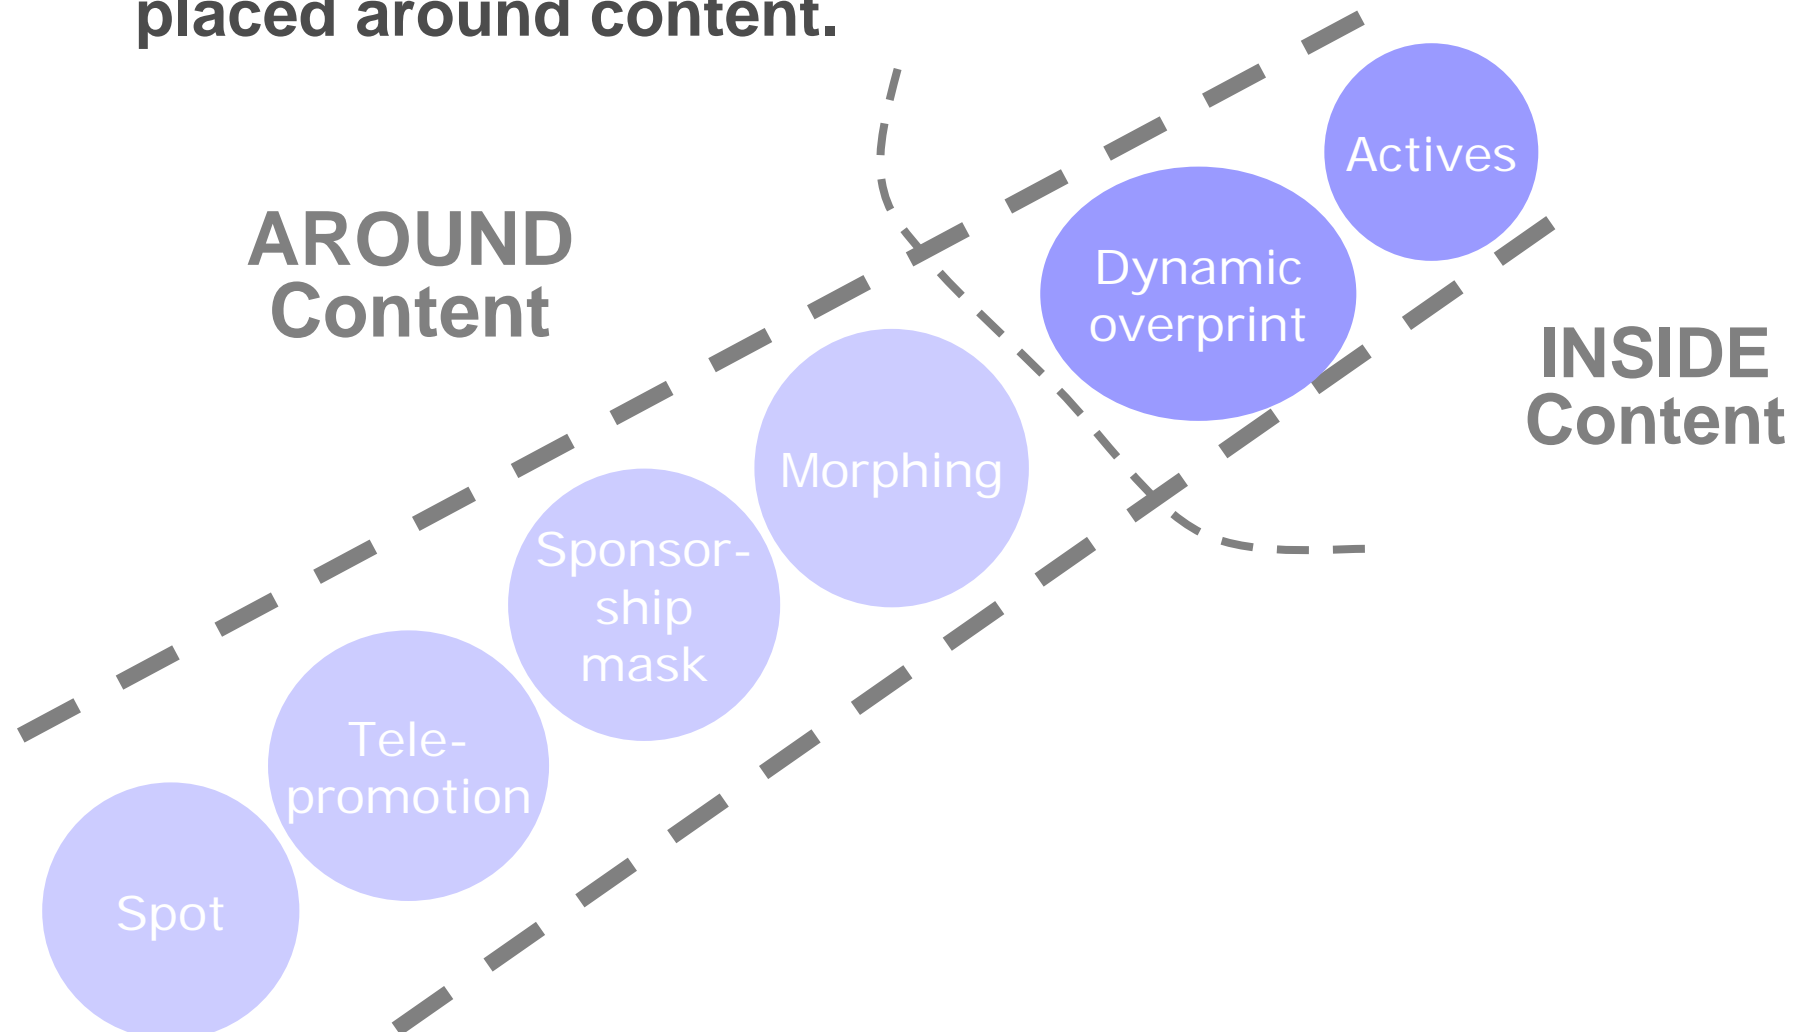 placed around content.
AROUND
Content
Actives
Dynamic
overprint
INSIDE
Content
Morphing
Sponsor-
ship
mask
Tele-
promotion
Spot